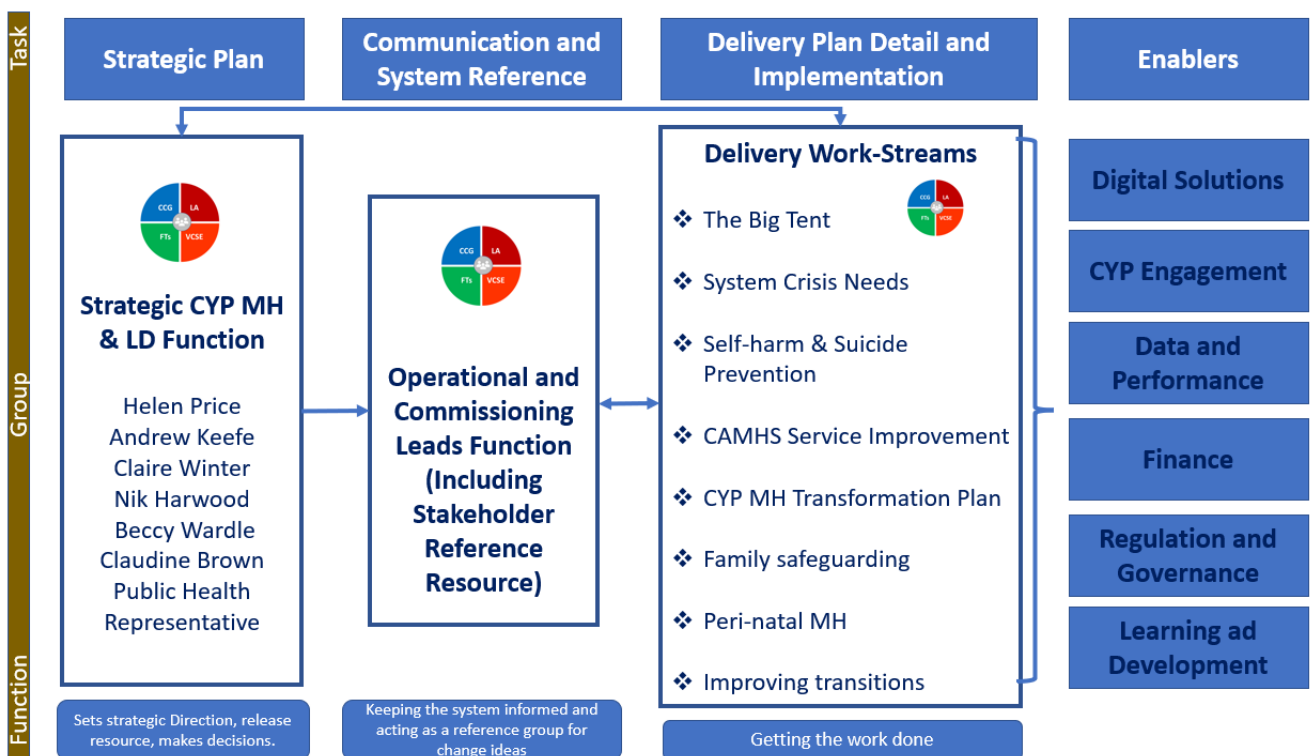 Task
Strategic Plan
Communication and
System Reference
Delivery Plan Detail and
Implementation
Enablers
Group
CCG LA
FTs VCSE
Strategic CYP MH
& LD Function
Helen Price
Andrew Keefe
Claire Winter
Nik Harwood
Beccy Wardle
Claudine Brown
Public Health
Representative
CCG LA
FTs VCSE
Operational and
Commissioning
Leads Function
(Including
Stakeholder
Reference
Resource)
Delivery Work-Streams
CCG LA
FTs VCSE
❖ The Big Tent
❖ System Crisis Needs
❖ Self-harm & Suicide
Prevention
❖ CAMHS Service Improvement
❖ CYP MH Transformation Plan
❖ Family safeguarding
❖ Peri-natal MH
❖ Improving transitions
Digital Solutions
CYP Engagement
Data and
Performance
Finance
Regulation and
Governance
Learning ad
Development
Function
Sets strategic Direction, release
resource, makes decisions.
Keeping the system informed and
acting as a reference group for
change ideas
Getting the work done